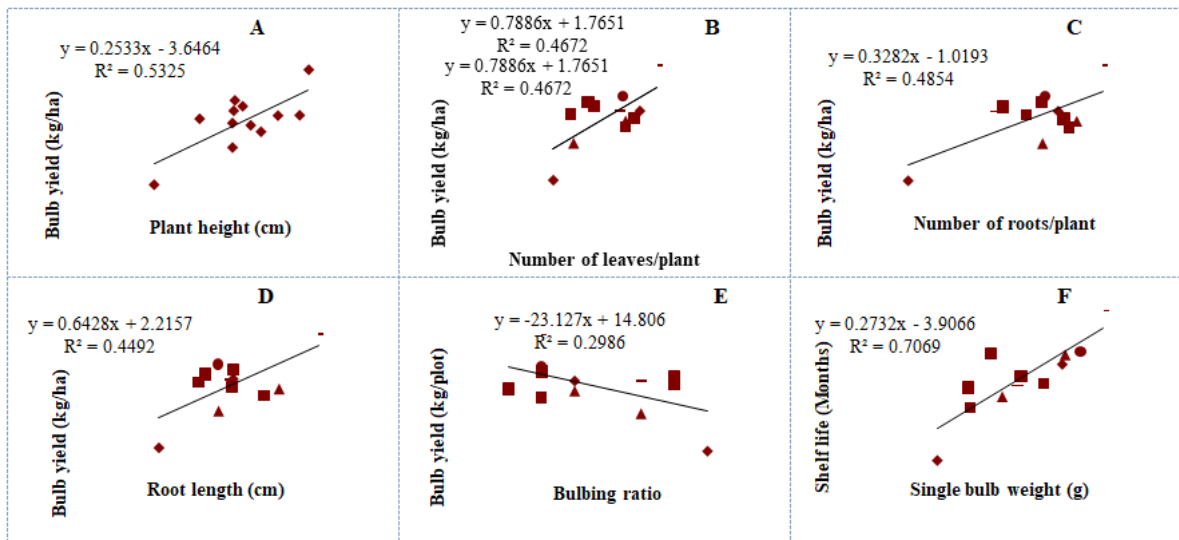 A
y = 0.2533x - 3.6464
R² = 0.5325
Bulb yield (kg/ha)
Plant height (cm)
B
y = 0.7886x + 1.7651
R² = 0.4672
y = 0.7886x + 1.7651
R² = 0.4672
Bulb yield (kg/ha)
Number of leaves/plant
C
y = 0.3282x - 1.0193
R² = 0.4854
Bulb yield (kg/ha)
Number of roots/plant
D
y = 0.6428x + 2.2157
R² = 0.4492
Bulb yield (kg/ha)
Root length (cm)
E
y = -23.127x + 14.806
R² = 0.2986
Bulb yield (kg/plot)
Bulbing ratio
F
y = 0.2732x - 3.9066
R² = 0.7069
Shelf life (Months)
Single bulb weight (g)